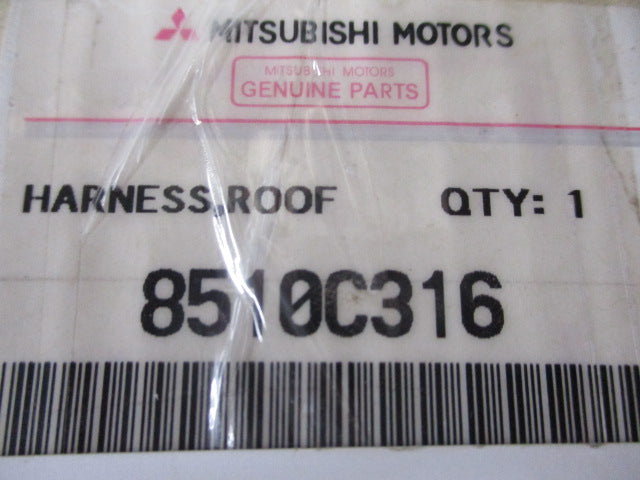 MITSUBISHI MOTORS
MITSUBISHI MOTORS
GENUINE PARTS
HARNESS,ROOF QTY: 1
8510C316